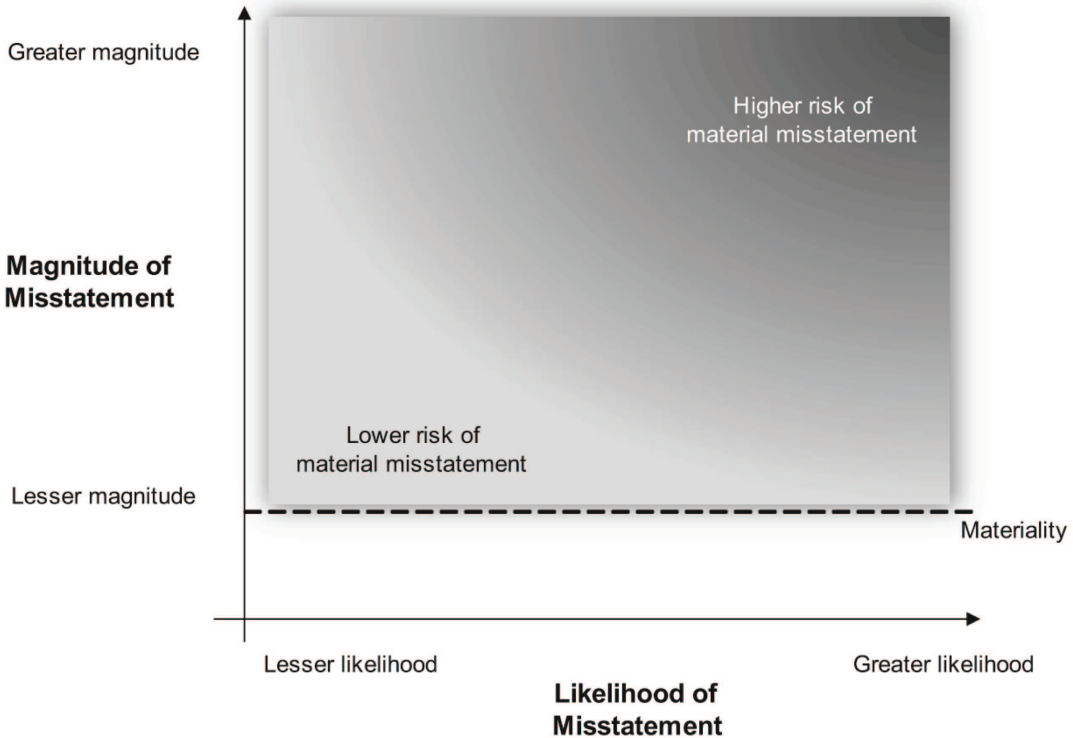 Greater magnitude
Higher risk of
material misstatement
Magnitude of
Misstatement
Lower risk of
material misstatement
Lesser magnitude
Materiality
Lesser likelihood
Greater likelihood
Likelihood of
Misstatement